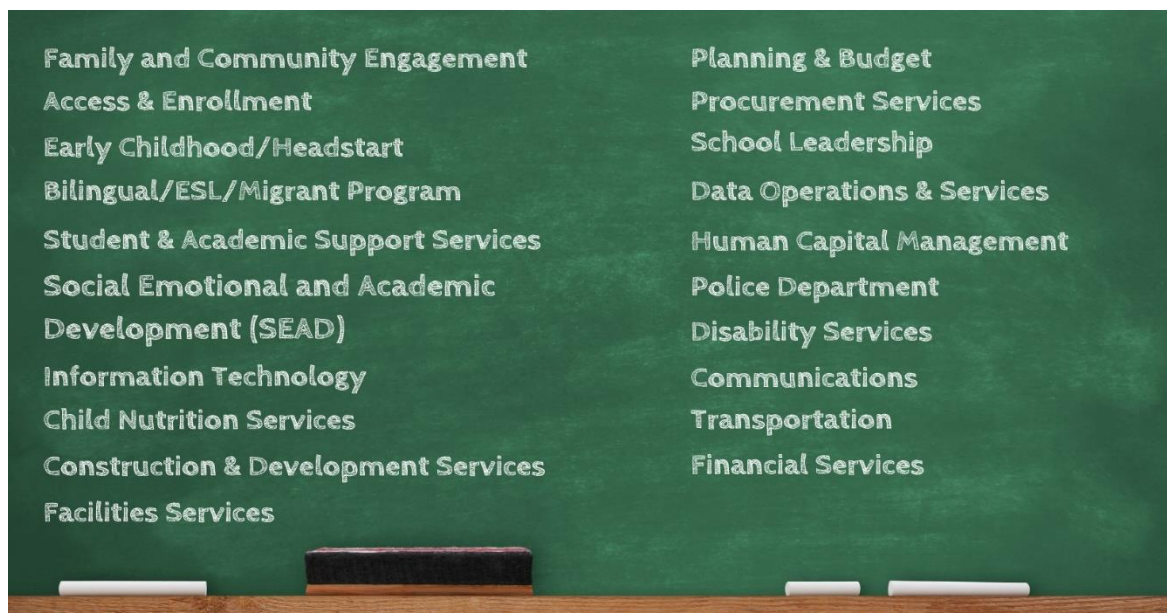 Family and Community Engagement
Access & Enrollment
Early Childhood/Headstart
Bilingual/ESL/Migrant Program
Student & Academic Support Services
Social Emotional and Academic
Development (SEAD)
Information Technology
Child Nutrition Services
Construction & Development Services
Facilities Services
Planning & Budget
Procurement Services
School Leadership
Data Operations & Services
Human Capital Management
Police Department
Disability Services
Communications
Transportation
Financial Services